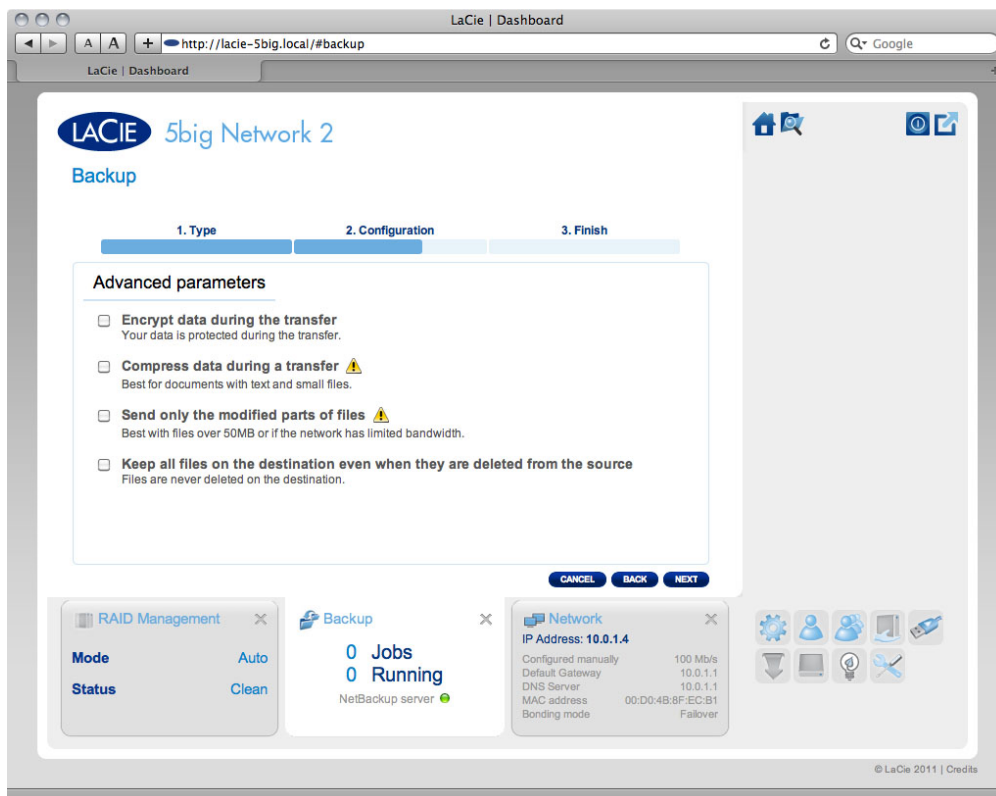 LaCie | Dashboard
A A + http://lacie-5big.local/#backup Google
LaCie | Dashboard
LACIE 5big Network 2
Backup
1. Type 2. Configuration 3. Finish
Advanced parameters
Encrypt data during the transfer
Your data is protected during the transfer.
Compress data during a transfer
Best for documents with text and small files.
Send only the modified parts of files
Best with files over 50MB or if the network has limited bandwidth.
Keep all files on the destination even when they are deleted from the source
Files are never deleted on the destination.
CANCEL BACK NEXT
RAID Management
Mode Auto
Status Clean
Backup
0 Jobs
0 Running
NetBackup server
Network
IP Address: 10.0.1.4
Configured manually 100 Mb/s
Default Gateway 10.0.1.1
DNS Server 10.0.1.1
MAC address 00:D0:4B:8F:EC:B1
Bonding mode Failover
© LaCie 2011 | Credits